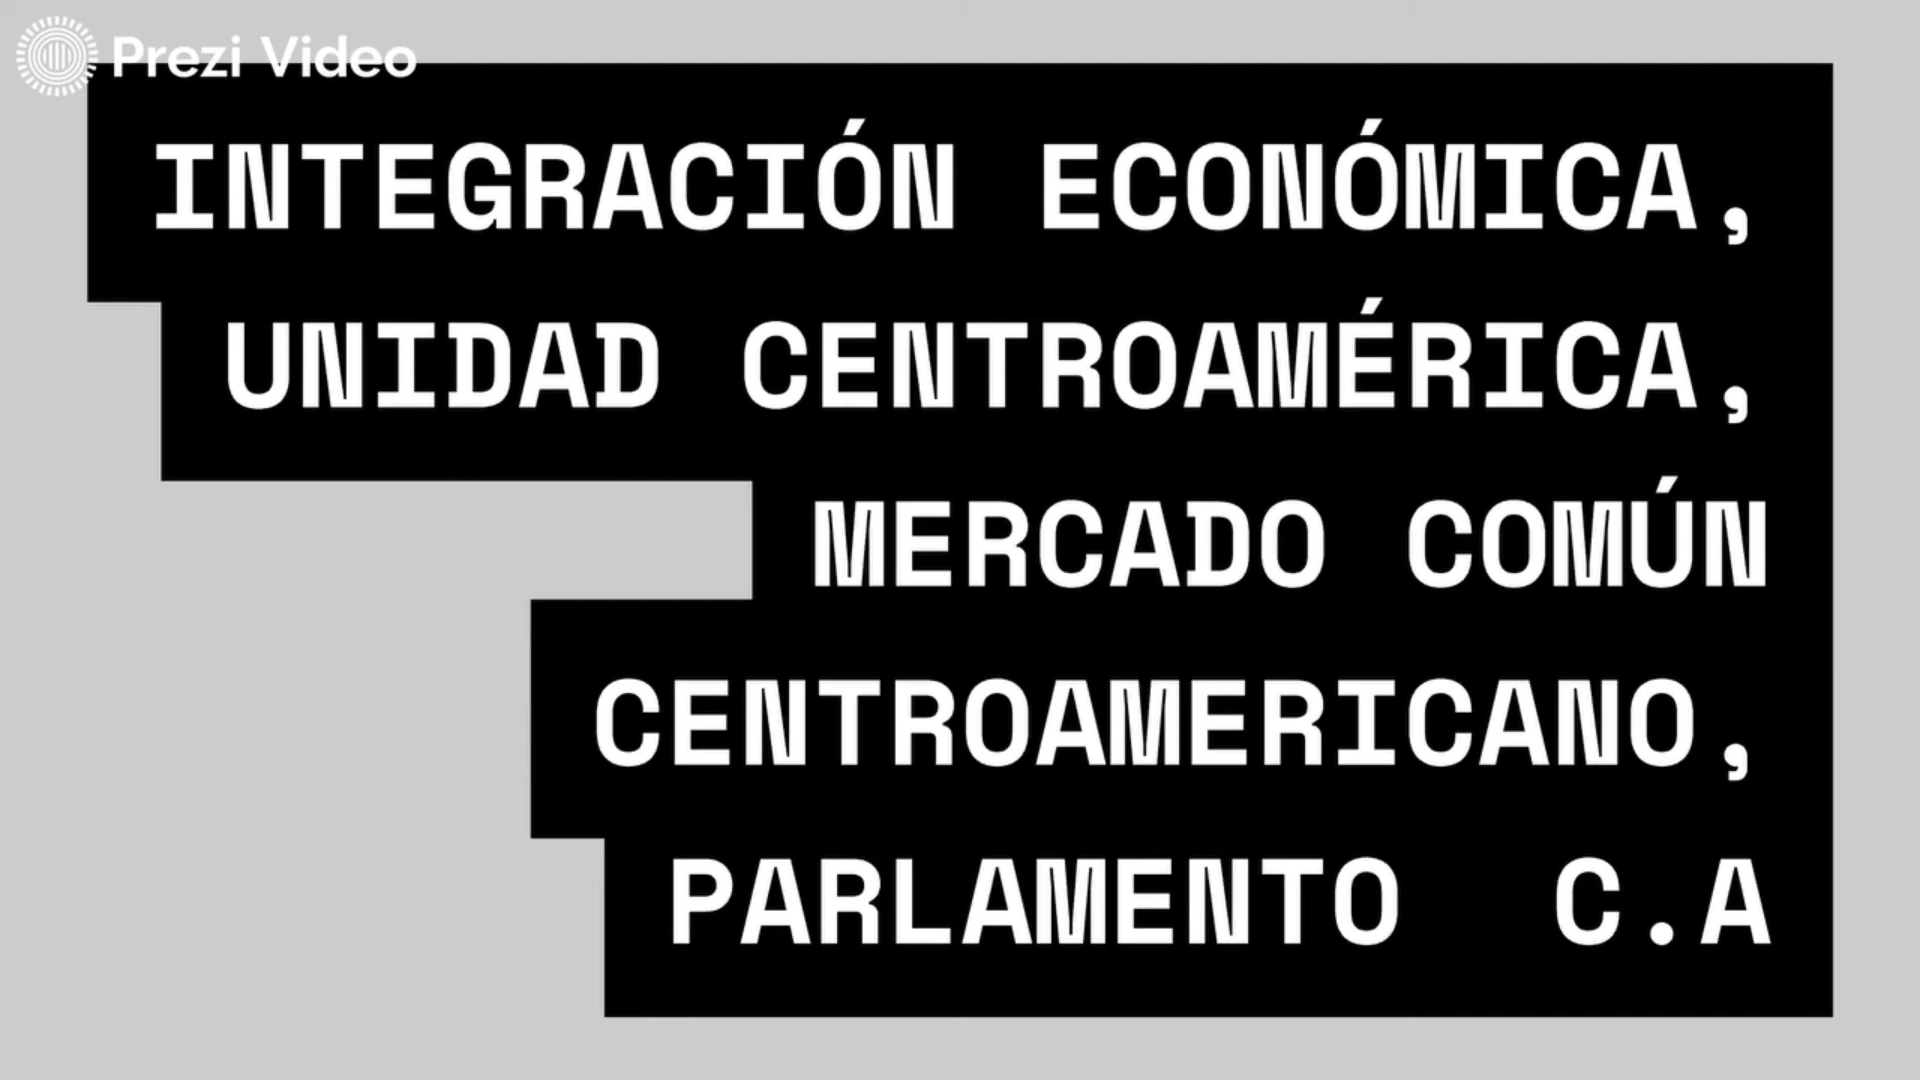 Prezi Video
INTEGRACIÓN ECONÓMICA,
UNIDAD CENTROAMÉRICA,
MERCADO COMÚN
CENTROAMERICANO,
PARLAMENTO C.A